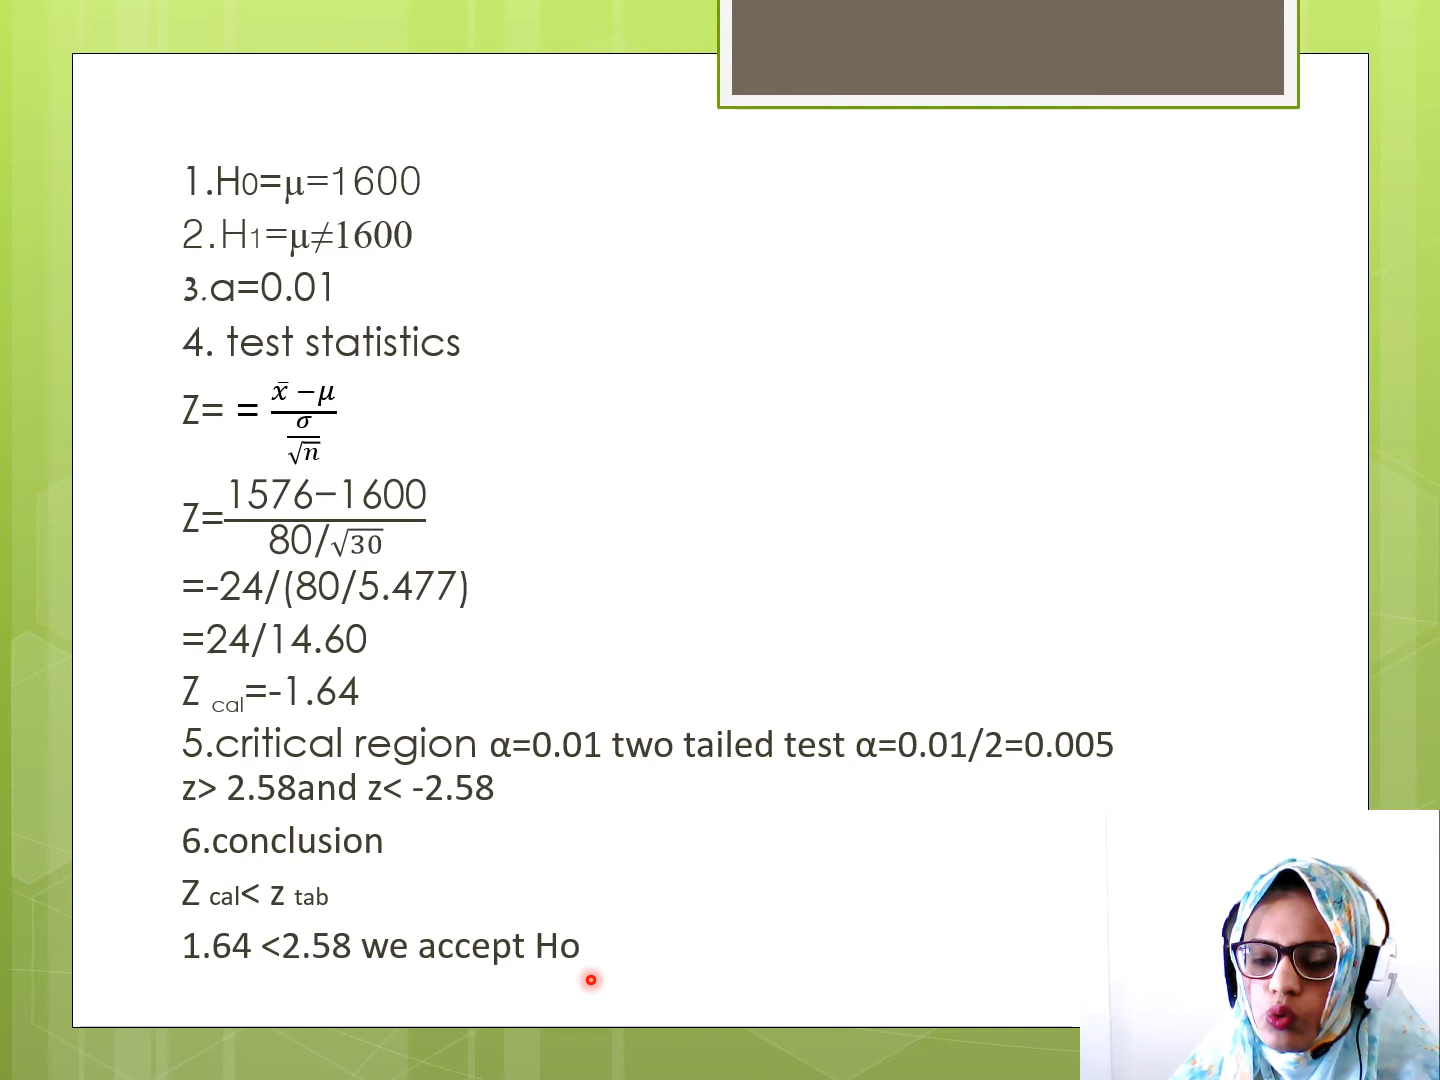 1.H0=μ=1600
2.H1=μ≠1600
3.a=0.01
4. test statistics
Z= = x̄ −μ / σ/√n
Z=1576−1600 / 80/√30
=-24/(80/5.477)
=24/14.60
Z cal=-1.64
5.critical region α=0.01 two tailed test α=0.01/2=0.005
z> 2.58and z< -2.58
6.conclusion
Z cal< z tab
1.64 <2.58 we accept Ho